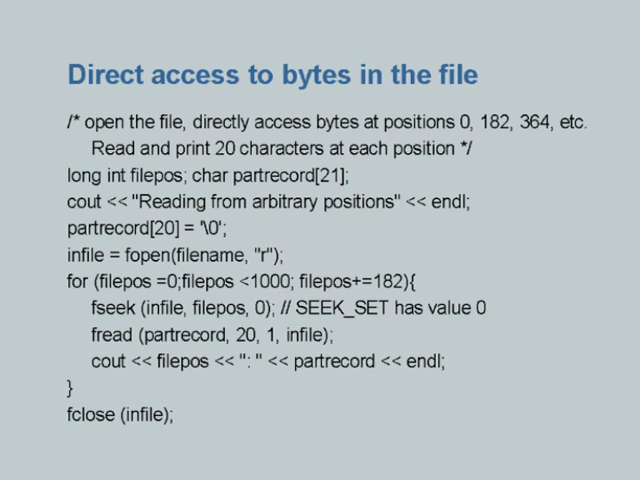 Direct access to bytes in the file
/* open the file, directly access bytes at positions 0, 182, 364, etc.
Read and print 20 characters at each position */
long int filepos; char partrecord[21];
cout << "Reading from arbitrary positions" << endl;
partrecord[20] = '\0';
infile = fopen(filename, "r");
for (filepos =0;filepos <1000; filepos+=182){
fseek (infile, filepos, 0); // SEEK_SET has value 0
fread (partrecord, 20, 1, infile);
cout << filepos << ": " << partrecord << endl;
}
fclose (infile);